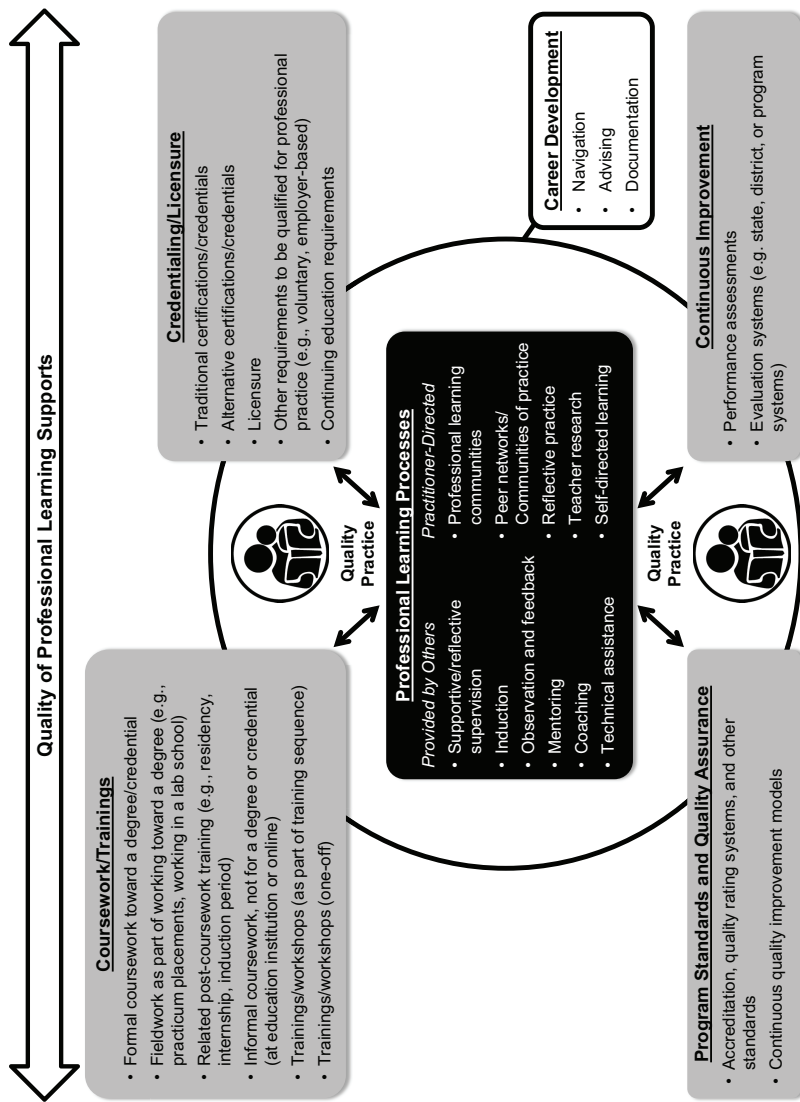 Quality of Professional Learning Supports
Coursework/Trainings
• Formal coursework toward a degree/credential
• Fieldwork as part of working toward a degree (e.g.,
practicum placements, working in a lab school)
• Related post-coursework training (e.g., residency,
internship, induction period)
• Informal coursework, not for a degree or credential
(at education institution or online)
• Trainings/workshops (as part of training sequence)
• Trainings/workshops (one-off)
Credentialing/Licensure
• Traditional certifications/credentials
• Alternative certifications/credentials
• Licensure
• Other requirements to be qualified for professional
practice (e.g., voluntary, employer-based)
• Continuing education requirements
Quality
Practice
Professional Learning Processes
Provided by Others
• Supportive/reflective
supervision
• Induction
• Observation and feedback
• Mentoring
• Coaching
• Technical assistance
Practitioner-Directed
• Professional learning
communities
• Peer networks/
Communities of practice
• Reflective practice
• Teacher research
• Self-directed learning
Career Development
• Navigation
• Advising
• Documentation
Quality
Practice
Program Standards and Quality Assurance
• Accreditation, quality rating systems, and other
standards
• Continuous quality improvement models
Continuous Improvement
• Performance assessments
• Evaluation systems (e.g. state, district, or program
systems)